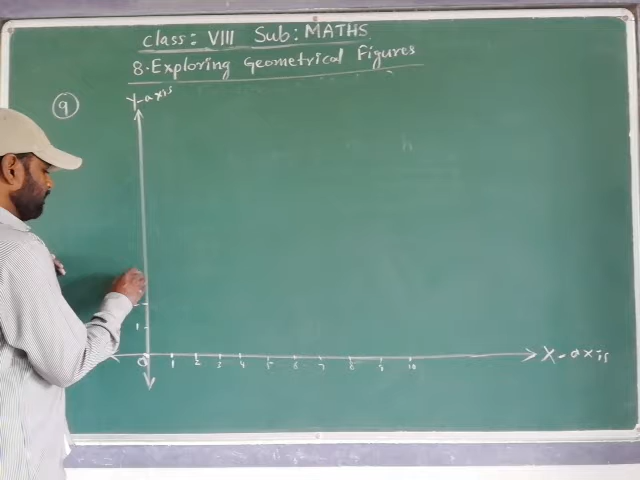 Class: VIII Sub: MATHS
8. Exploring Geometrical Figures
9
Y-axis
1
X-axis
0 1 2 3 4 5 6 7 8 9 10